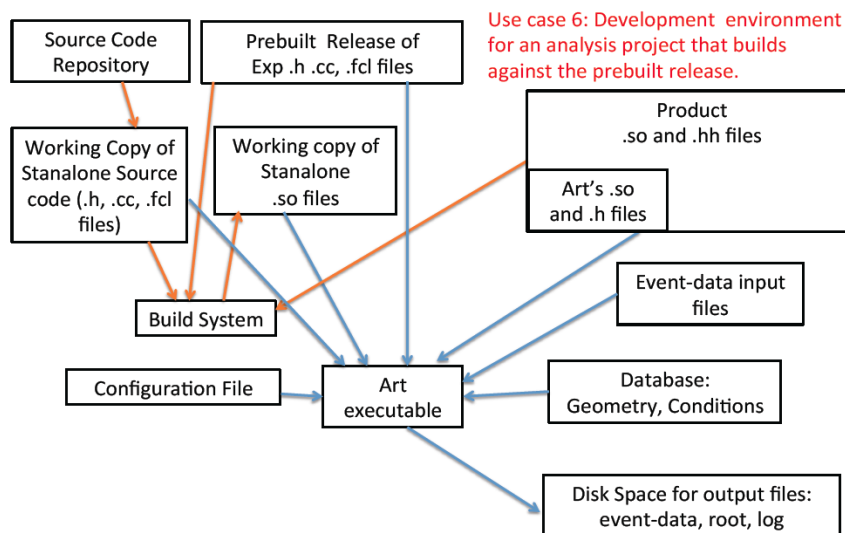 Source Code
Repository
Prebuilt Release of
Exp .h .cc, .fcl files
Use case 6: Development environment
for an analysis project that builds
against the prebuilt release.
Product
.so and .hh files
Working Copy of
Stanalone Source
code (.h, .cc, .fcl
files)
Working copy of
Stanalone
.so files
Art's .so
and .h files
Event-data input
files
Build System
Configuration File
Art
executable
Database:
Geometry, Conditions
Disk Space for output files:
event-data, root, log